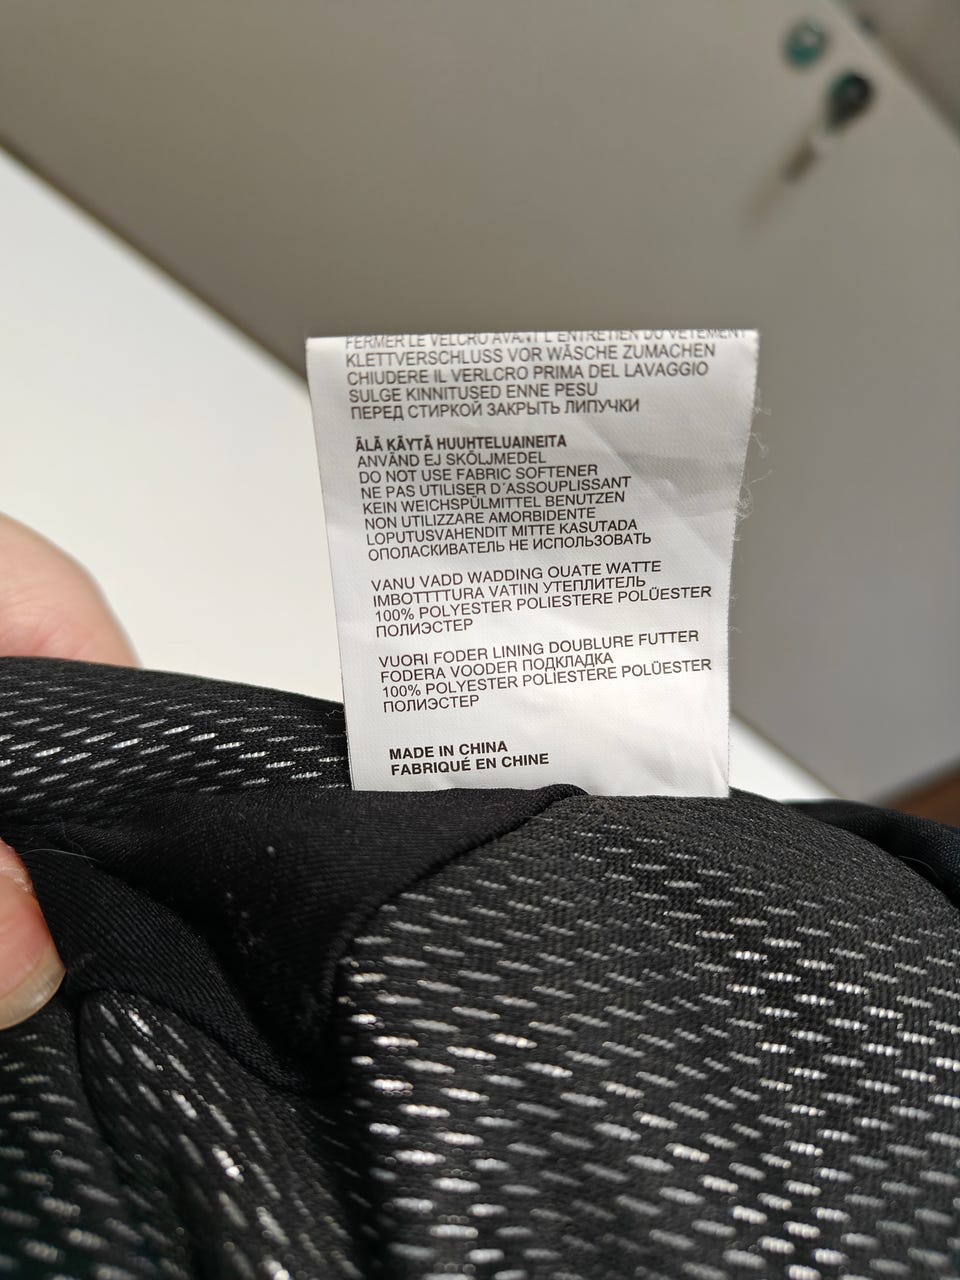 FERMER LE VELCRO AVANT L'ENTRETIEN DU VETEMENT
KLETTVERSCHLUSS VOR WÄSCHE ZUMACHEN
CHIUDERE IL VERLCRO PRIMA DEL LAVAGGIO
SULGE KINNITUSED ENNE PESU
ПЕРЕД СТИРКОЙ ЗАКРЫТЬ ЛИПУЧКИ
ÄLÄ KÄYTÄ HUUHTELUAINEITA
ANVÄND EJ SKÖLJMEDEL
DO NOT USE FABRIC SOFTENER
NE PAS UTILISER D´ASSOUPLISSANT
KEIN WEICHSPÜLMITTEL BENUTZEN
NON UTILIZZARE AMORBIDENTE
LOPUTUSVAHENDIT MITTE KASUTADA
ОПОЛАСКИВАТЕЛЬ НЕ ИСПОЛЬЗОВАТЬ
VANU VADD WADDING OUATE WATTE
IMBOTTTTURA VATIIN УТЕПЛИТЕЛЬ
100% POLYESTER POLIESTERE POLÜESTER
ПОЛИЭСТЕР
VUORI FODER LINING DOUBLURE FUTTER
FODERA VOODER ПОДКЛАДКА
100% POLYESTER POLIESTERE POLÜESTER
ПОЛИЭСТЕР
MADE IN CHINA
FABRIQUÉ EN CHINE